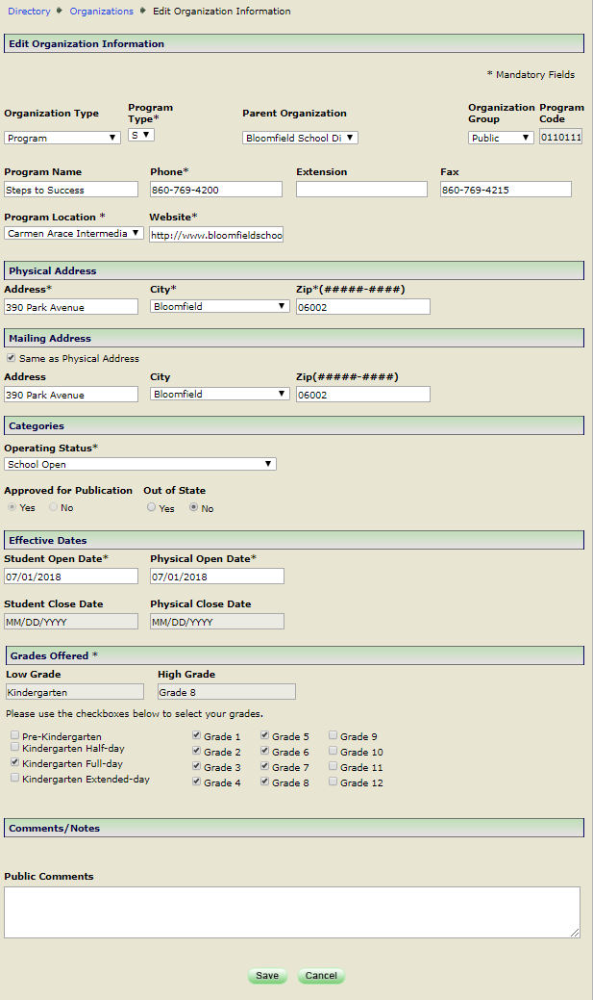 Directory Organizations Edit Organization Information
Edit Organization Information
* Mandatory Fields
Organization Type Program Type* Parent Organization Organization Group Program Code
Program S Bloomfield School Di Public 0110111
Program Name Phone* Extension Fax
Steps to Success 860-769-4200 860-769-4215
Program Location * Website*
Carmen Arace Intermedia http://www.bloomfieldschoo
Physical Address
Address* City* Zip*(#####-####)
390 Park Avenue Bloomfield 06002
Mailing Address
Same as Physical Address
Address City Zip(#####-####)
390 Park Avenue Bloomfield 06002
Categories
Operating Status*
School Open
Approved for Publication Out of State
Yes No Yes No
Effective Dates
Student Open Date* Physical Open Date*
07/01/2018 07/01/2018
Student Close Date Physical Close Date
MM/DD/YYYY MM/DD/YYYY
Grades Offered *
Low Grade High Grade
Kindergarten Grade 8
Please use the checkboxes below to select your grades.
Pre-Kindergarten Grade 1 Grade 5 Grade 9
Kindergarten Half-day Grade 2 Grade 6 Grade 10
Kindergarten Full-day Grade 3 Grade 7 Grade 11
Kindergarten Extended-day Grade 4 Grade 8 Grade 12
Comments/Notes
Public Comments
Save Cancel